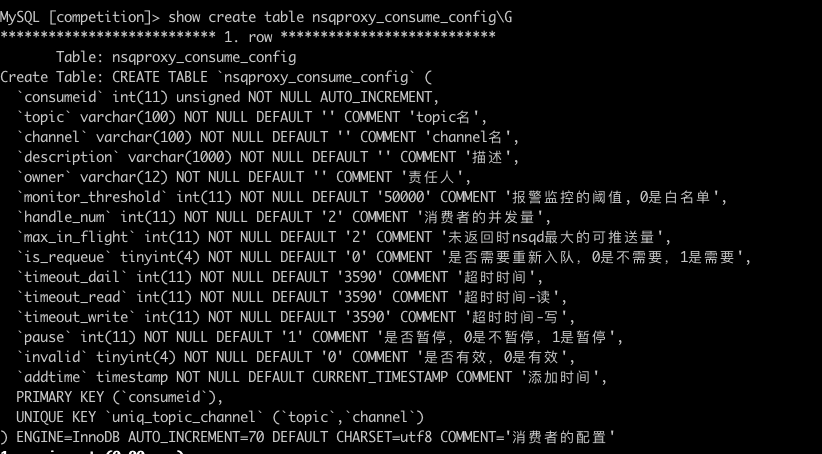 MySQL [competition]> show create table nsqproxy_consume_config\G
*************************** 1. row ***************************
Table: nsqproxy_consume_config
Create Table: CREATE TABLE `nsqproxy_consume_config` (
`consumeid` int(11) unsigned NOT NULL AUTO_INCREMENT,
`topic` varchar(100) NOT NULL DEFAULT '' COMMENT 'topic名',
`channel` varchar(100) NOT NULL DEFAULT '' COMMENT 'channel名',
`description` varchar(1000) NOT NULL DEFAULT '' COMMENT '描述',
`owner` varchar(12) NOT NULL DEFAULT '' COMMENT '责任人',
`monitor_threshold` int(11) NOT NULL DEFAULT '50000' COMMENT '报警监控的阈值，0是白名单',
`handle_num` int(11) NOT NULL DEFAULT '2' COMMENT '消费者的并发量',
`max_in_flight` int(11) NOT NULL DEFAULT '2' COMMENT '未返回时nsqd最大的可推送量',
`is_requeue` tinyint(4) NOT NULL DEFAULT '0' COMMENT '是否需要重新入队，0是不需要，1是需要',
`timeout_dail` int(11) NOT NULL DEFAULT '3590' COMMENT '超时时间',
`timeout_read` int(11) NOT NULL DEFAULT '3590' COMMENT '超时时间-读',
`timeout_write` int(11) NOT NULL DEFAULT '3590' COMMENT '超时时间-写',
`pause` int(11) NOT NULL DEFAULT '1' COMMENT '是否暂停，0是不暂停，1是暂停',
`invalid` tinyint(4) NOT NULL DEFAULT '0' COMMENT '是否有效，0是有效',
`addtime` timestamp NOT NULL DEFAULT CURRENT_TIMESTAMP COMMENT '添加时间',
PRIMARY KEY (`consumeid`),
UNIQUE KEY `uniq_topic_channel` (`topic`,`channel`)
) ENGINE=InnoDB AUTO_INCREMENT=70 DEFAULT CHARSET=utf8 COMMENT='消费者的配置'